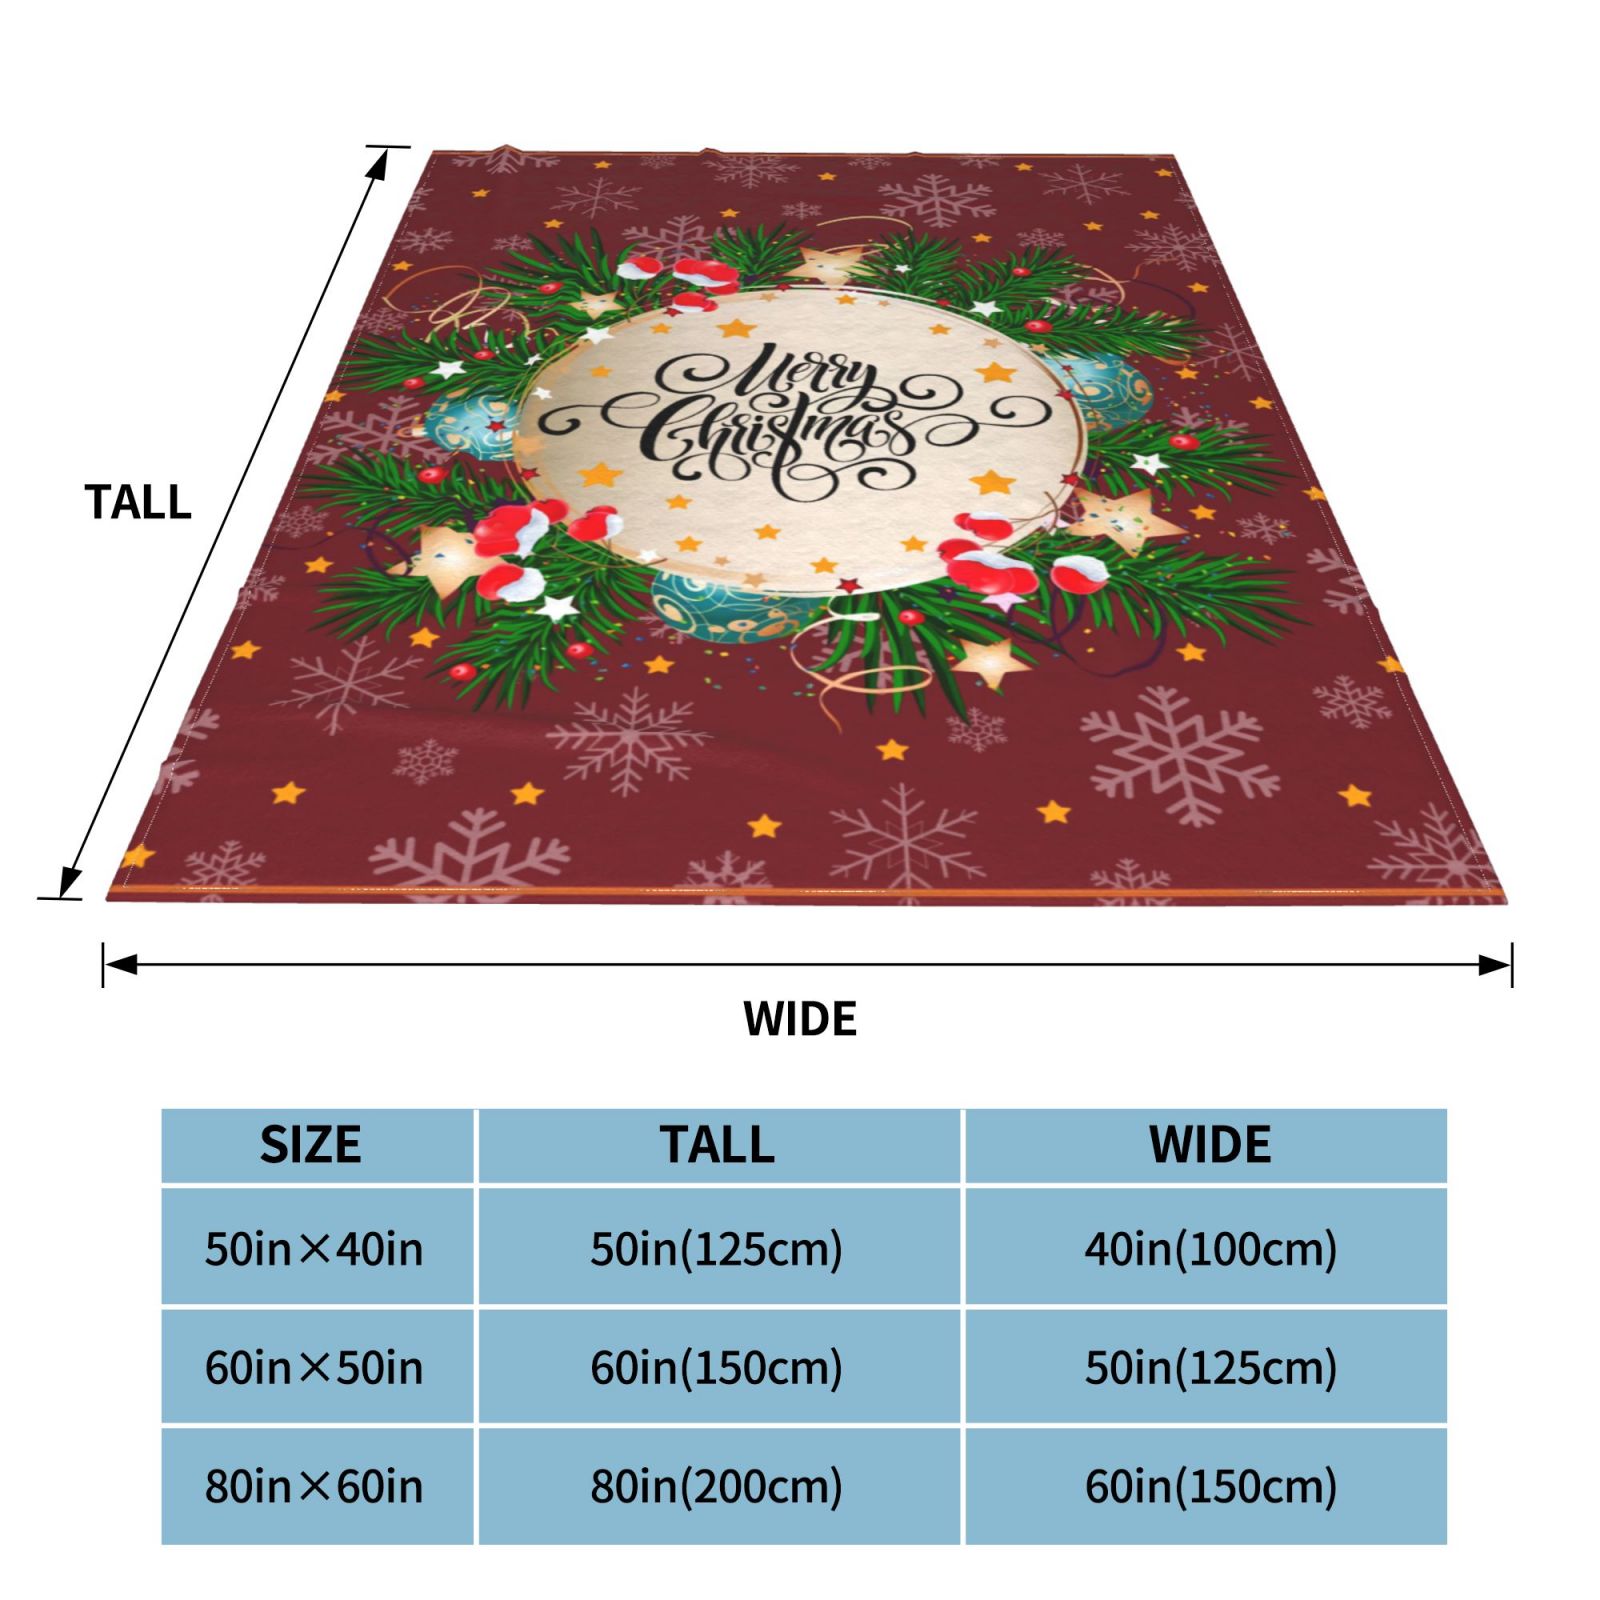 Merry
Christmas
TALL
WIDE
SIZE TALL WIDE
50in×40in 50in(125cm) 40in(100cm)
60in×50in 60in(150cm) 50in(125cm)
80in×60in 80in(200cm) 60in(150cm)